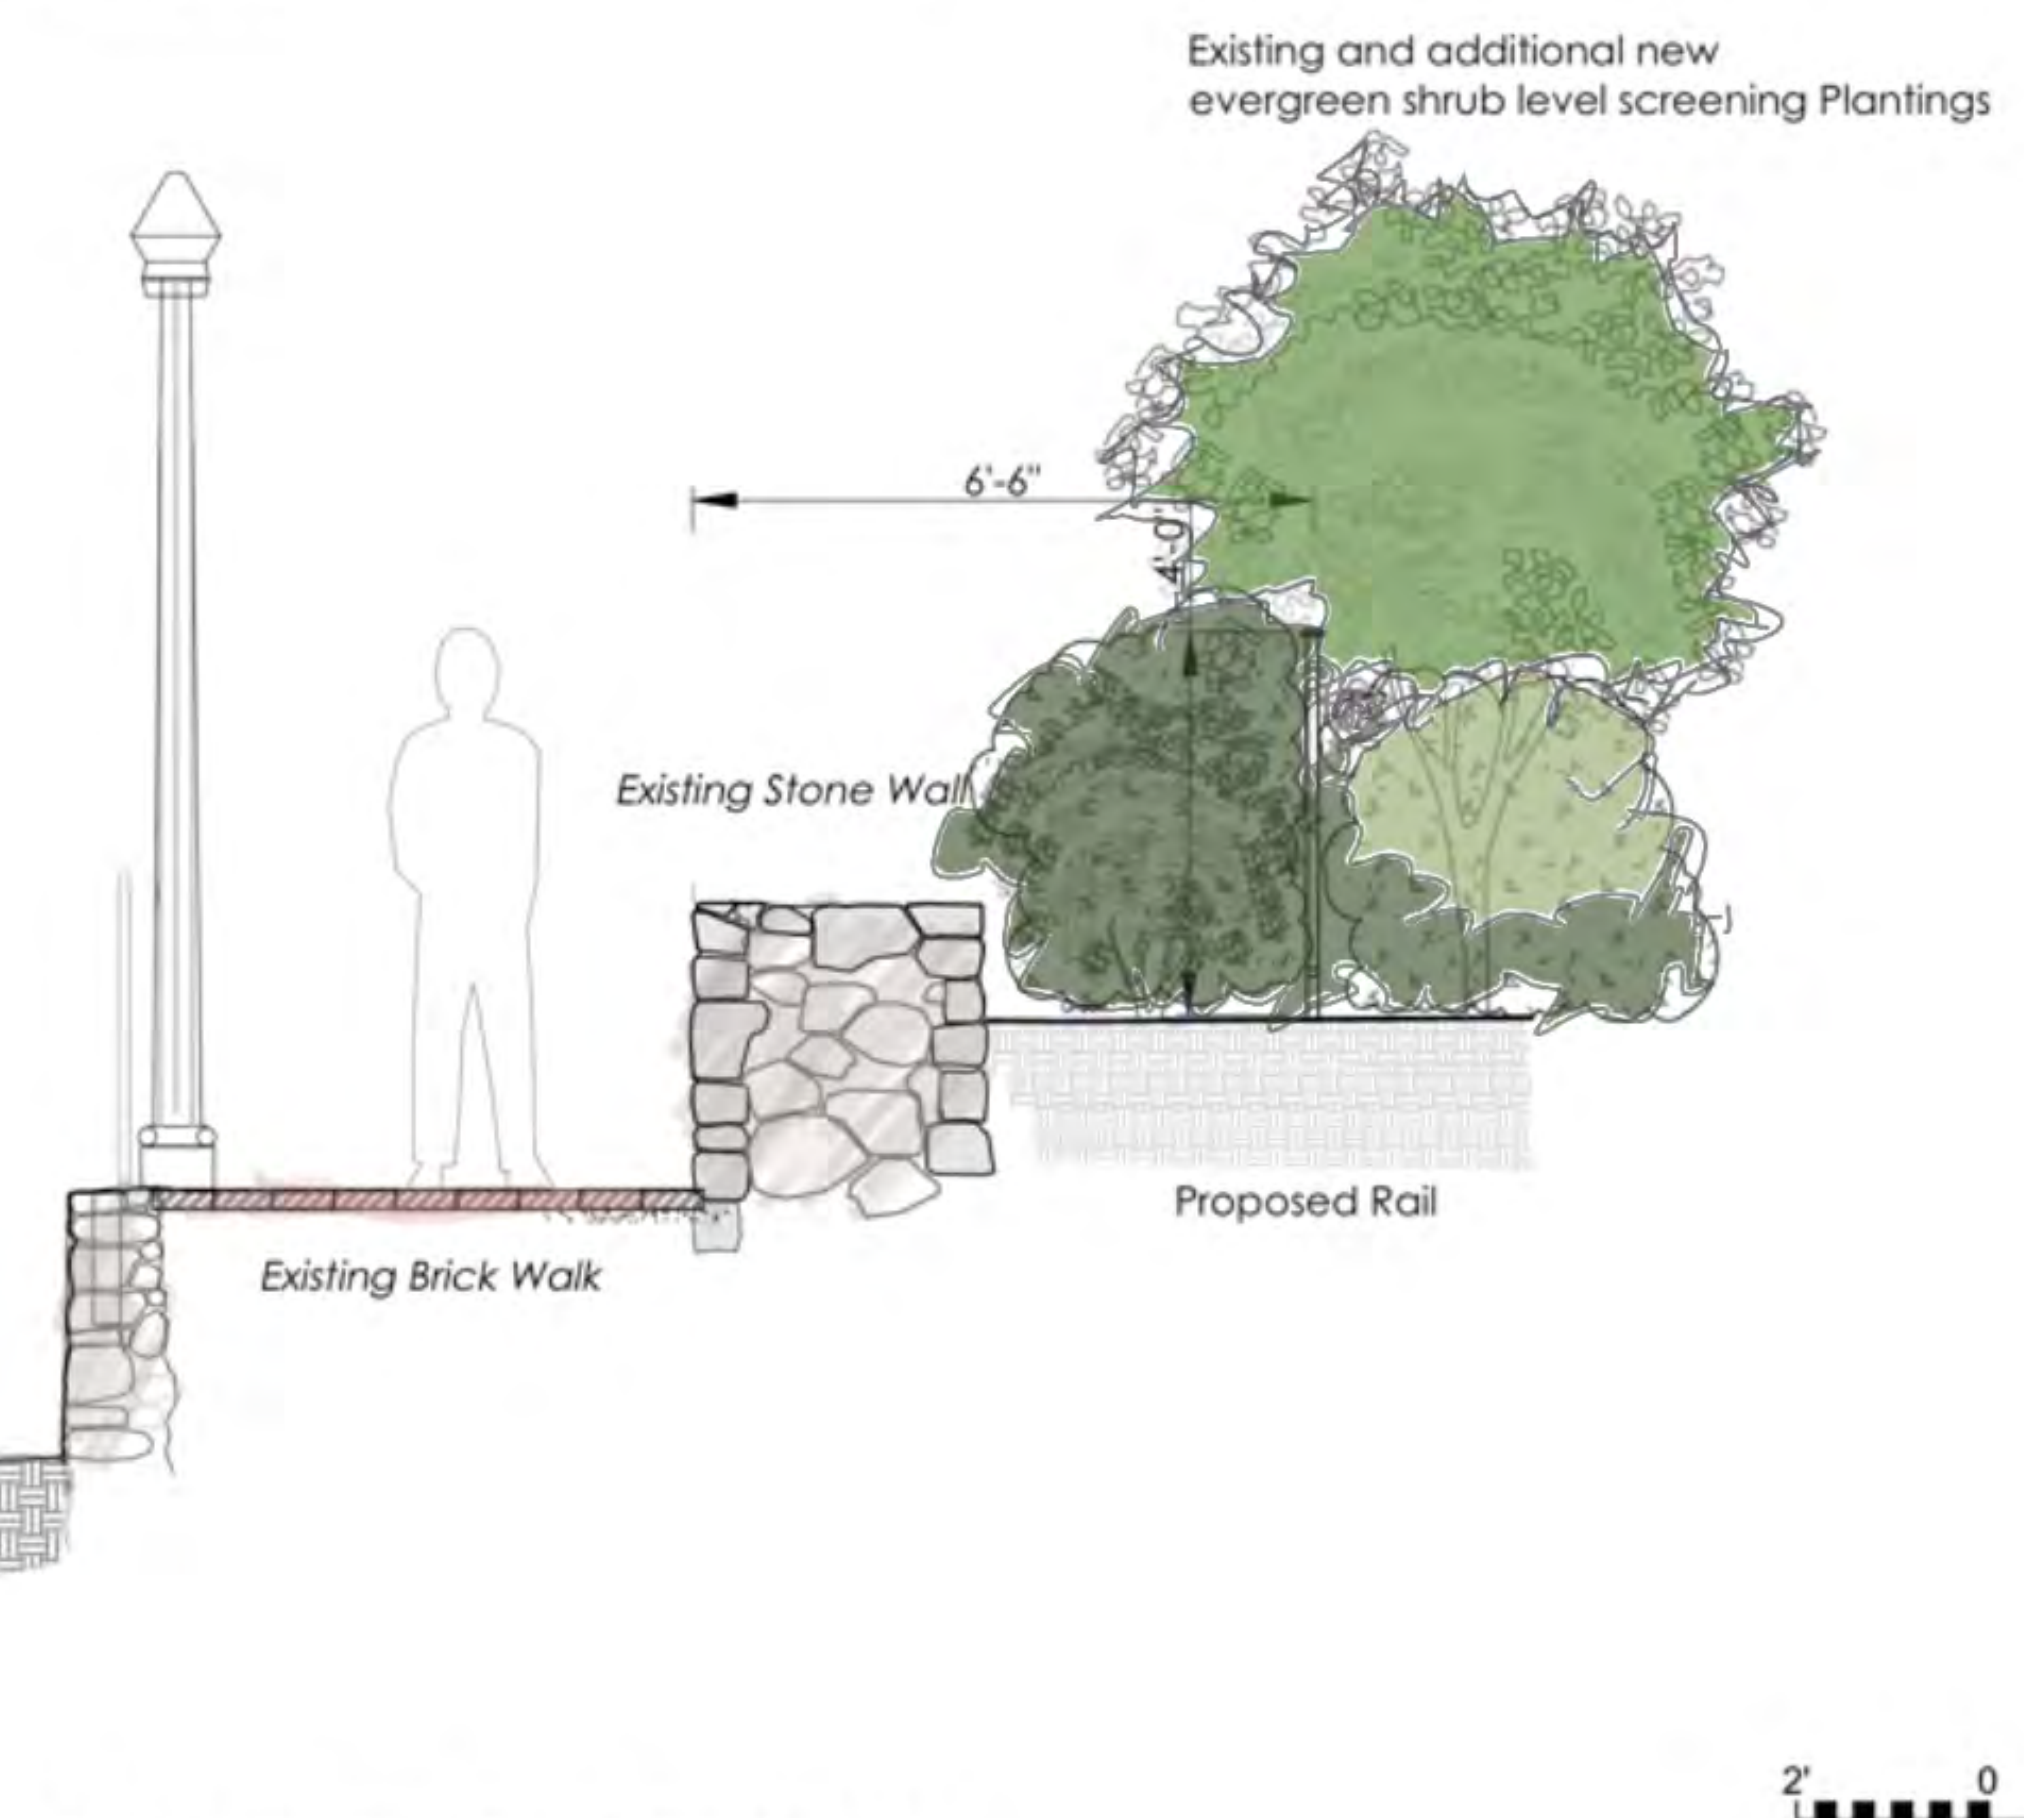 Existing and additional new
evergreen shrub level screening Plantings
6'-6"
4'-0"
Existing Stone Wall
Proposed Rail
Existing Brick Walk
2' 0